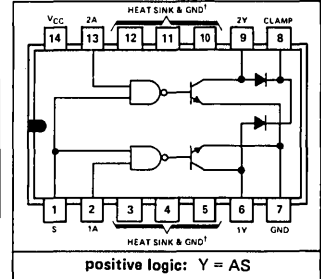 HEAT SINK & GND†
VCC 2A 2Y CLAMP
14 13 12 11 10 9 8
1 2 3 4 5 6 7
S 1A 1Y GND
HEAT SINK & GND†
positive logic: Y = AS